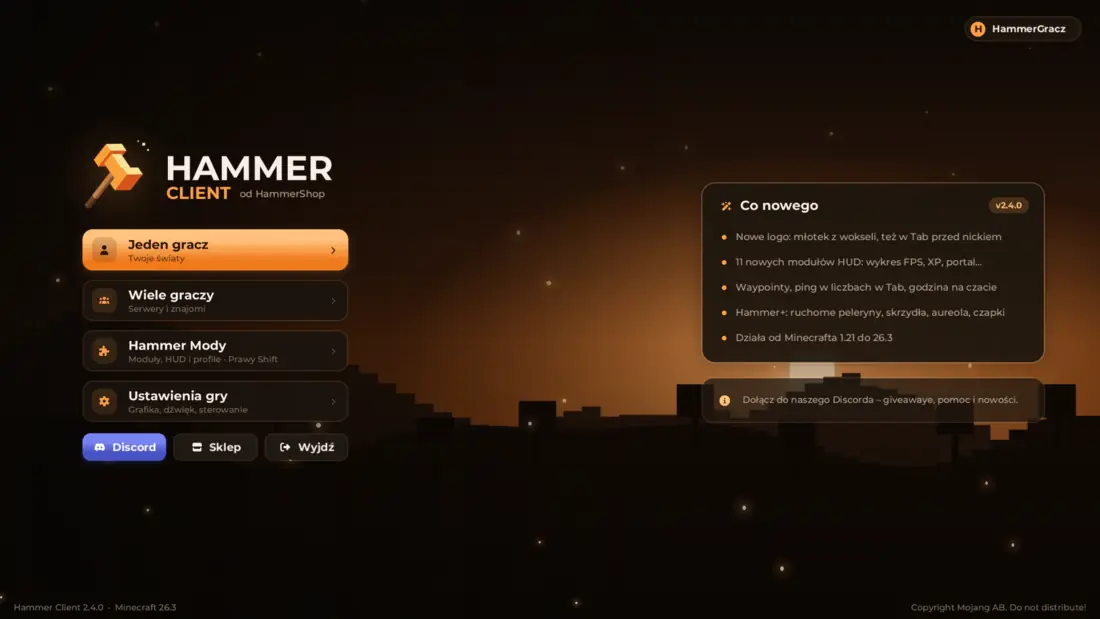 H HammerGracz
HAMMER
CLIENT od HammerShop
Jeden gracz
Twoje światy
Wiele graczy
Serwery i znajomi
Hammer Mody
Moduły, HUD i profile · Prawy Shift
Ustawienia gry
Grafika, dźwięk, sterowanie
Discord
Sklep
Wyjdź
Co nowego
v2.4.0
Nowe logo: młotek z wokseli, też w Tab przed nickiem
11 nowych modułów HUD: wykres FPS, XP, portal...
Waypointy, ping w liczbach w Tab, godzina na czacie
Hammer+: ruchome peleryny, skrzydła, aureola, czapki
Działa od Minecrafta 1.21 do 26.3
Dołącz do naszego Discorda – giveawaye, pomoc i nowości.
Hammer Client 2.4.0 · Minecraft 26.3
Copyright Mojang AB. Do not distribute!